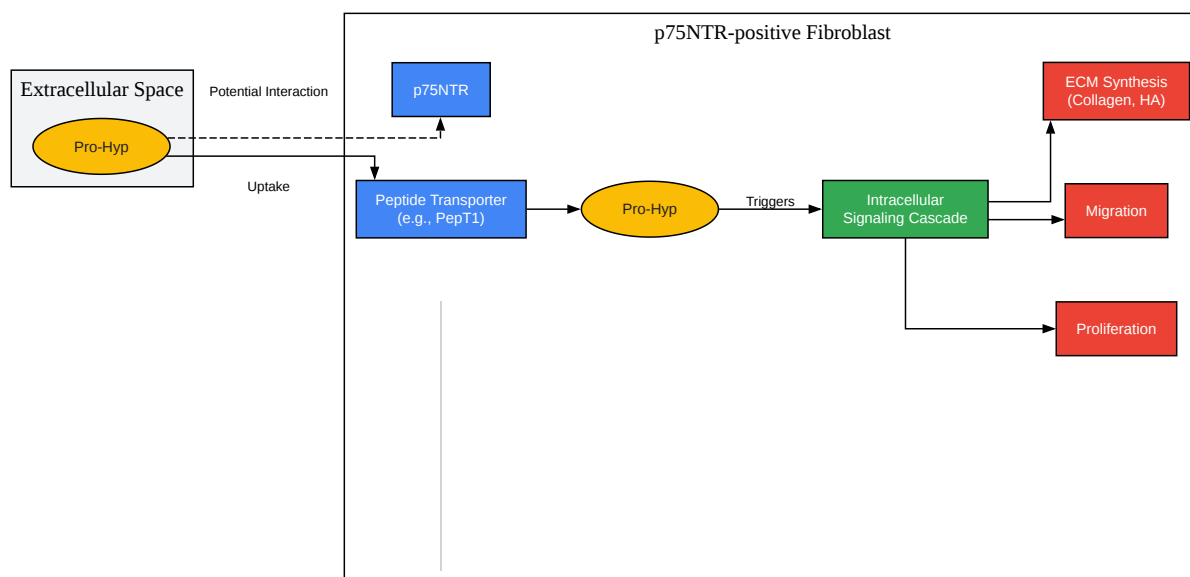 p75NTR-positive Fibroblast
Extracellular Space
Pro-Hyp
Potential Interaction
Uptake
p75NTR
Peptide Transporter
(e.g., PepT1)
Pro-Hyp
Triggers
Intracellular
Signaling Cascade
ECM Synthesis
(Collagen, HA)
Migration
Proliferation